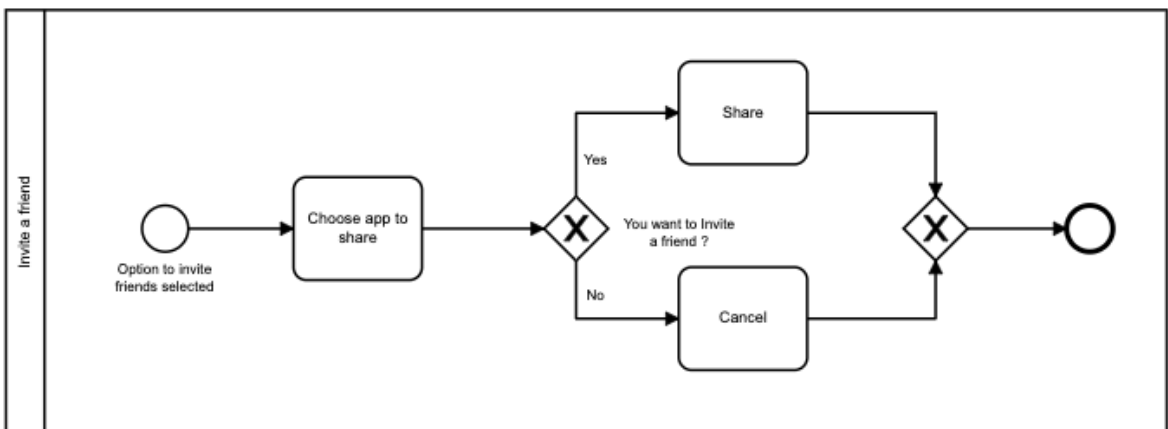 Invite a friend
Option to invite
friends selected
Choose app to
share
Yes
No
You want to Invite
a friend ?
Share
Cancel